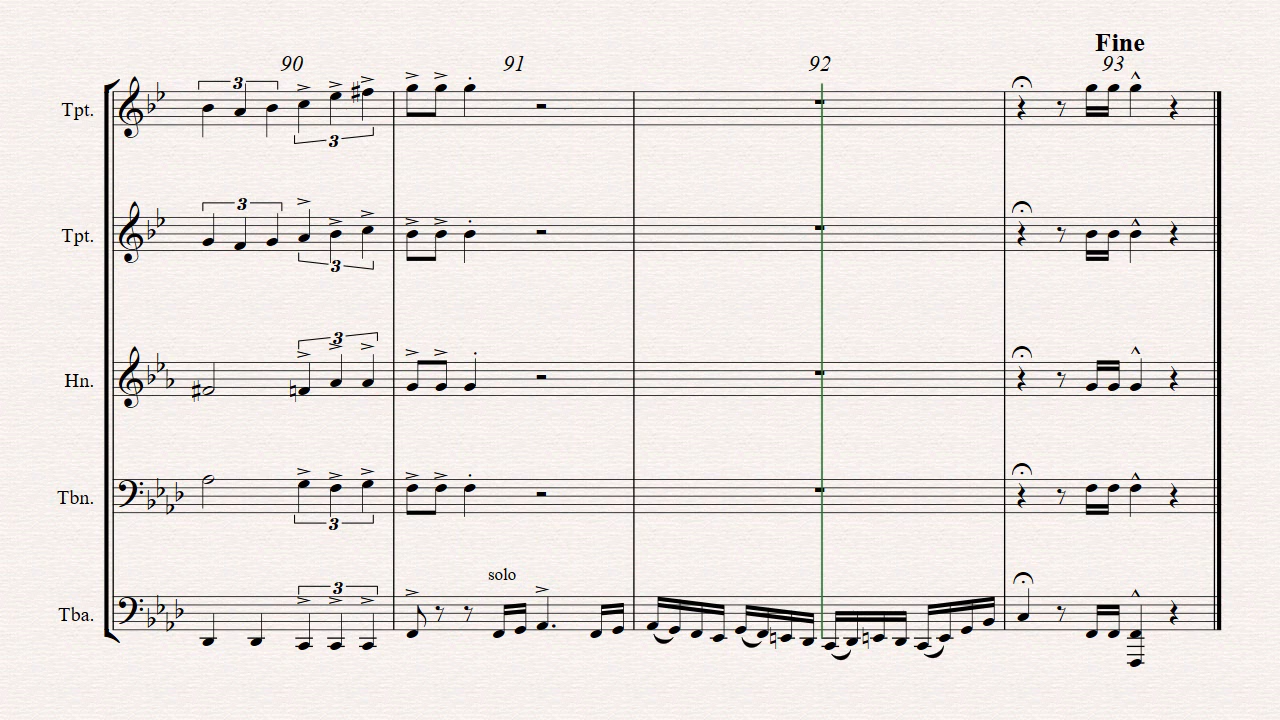 Fine
90 91 92 93
Tpt. 3 3
Tpt. 3 3
Hn. 3
Tbn. 3
solo
Tba. 3